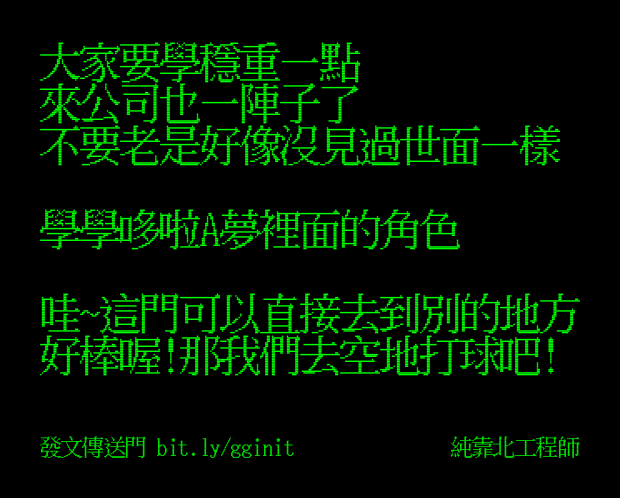 大家要學穩重一點
來公司也一陣子了
不要老是好像沒見過世面一樣
學學哆啦A夢裡面的角色
哇~這門可以直接去到別的地方
好棒喔!那我們去空地打球吧!
發文傳送門 bit.ly/gginit
純靠北工程師